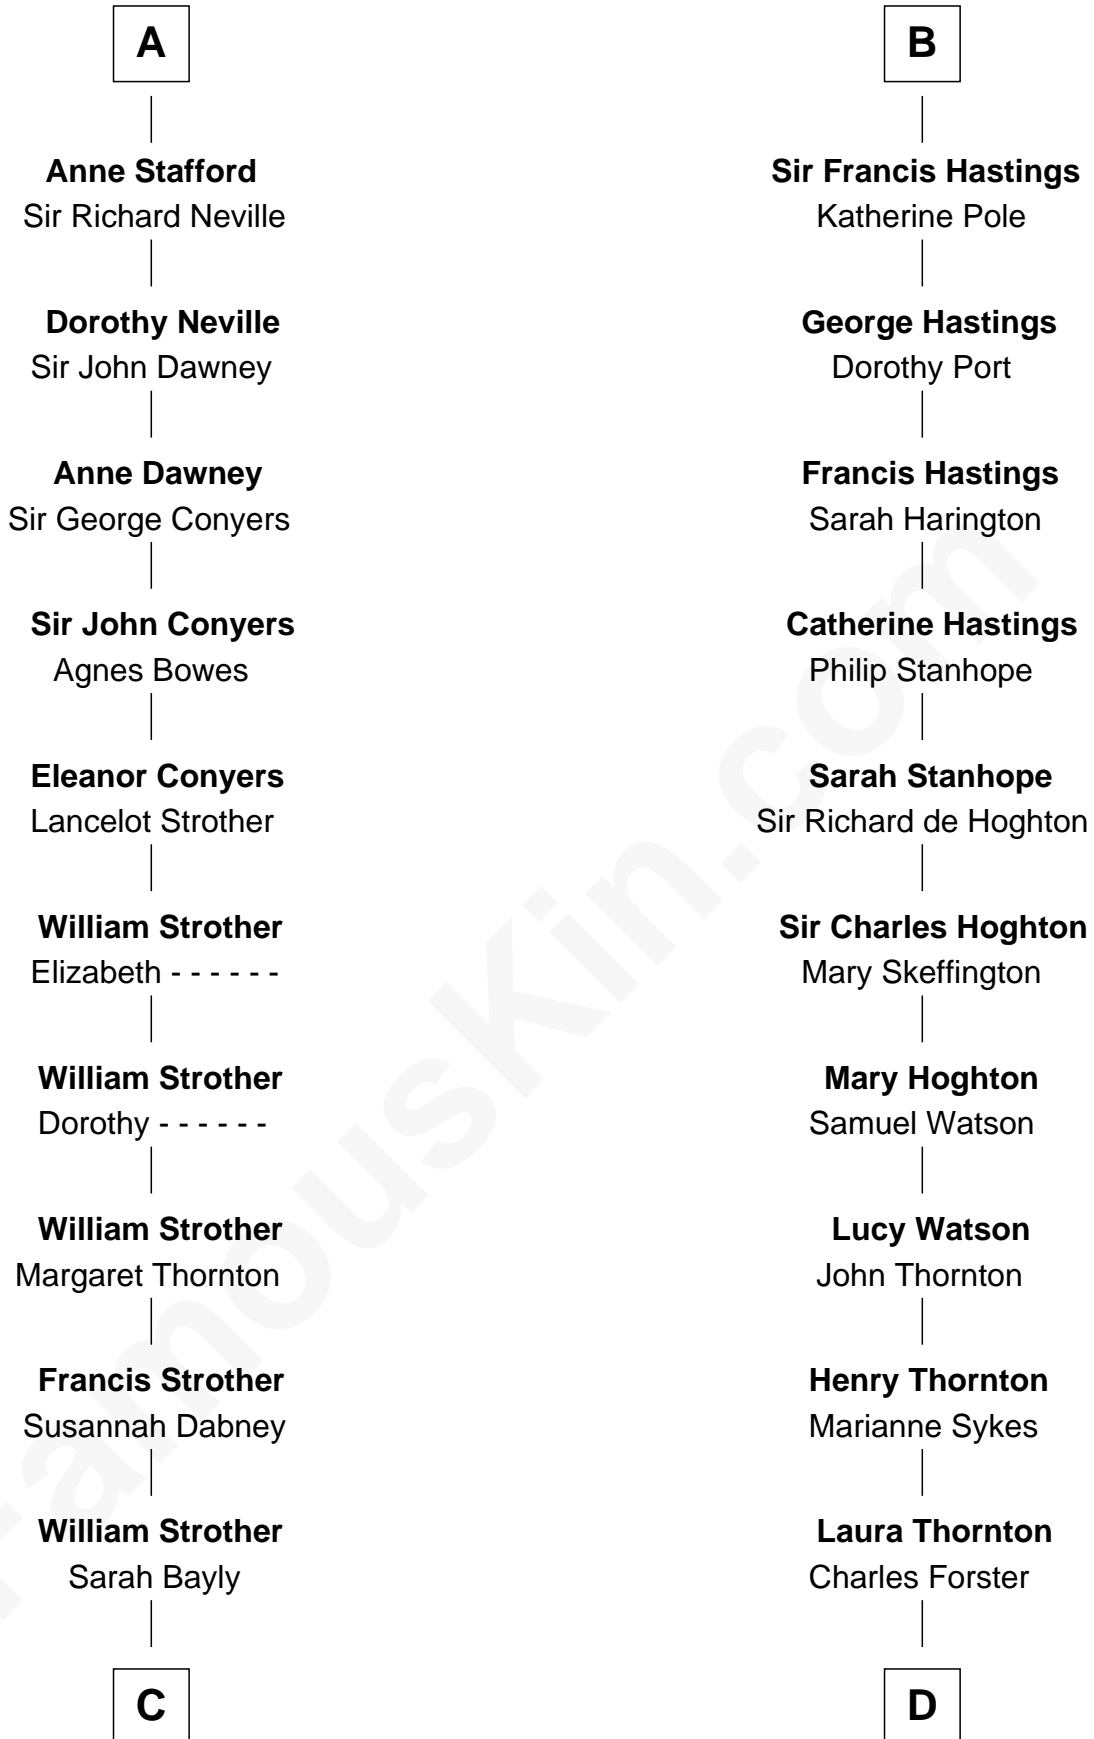 A
Anne Stafford
Sir Richard Neville
Dorothy Neville
Sir John Dawney
Anne Dawney
Sir George Conyers
Sir John Conyers
Agnes Bowes
Eleanor Conyers
Lancelot Strother
William Strother
Elizabeth - - - - - -
William Strother
Dorothy - - - - - -
William Strother
Margaret Thornton
Francis Strother
Susannah Dabney
William Strother
Sarah Bayly
C
B
Sir Francis Hastings
Katherine Pole
George Hastings
Dorothy Port
Francis Hastings
Sarah Harington
Catherine Hastings
Philip Stanhope
Sarah Stanhope
Sir Richard de Hoghton
Sir Charles Hoghton
Mary Skeffington
Mary Hoghton
Samuel Watson
Lucy Watson
John Thornton
Henry Thornton
Marianne Sykes
Laura Thornton
Charles Forster
D
FamousKin.com